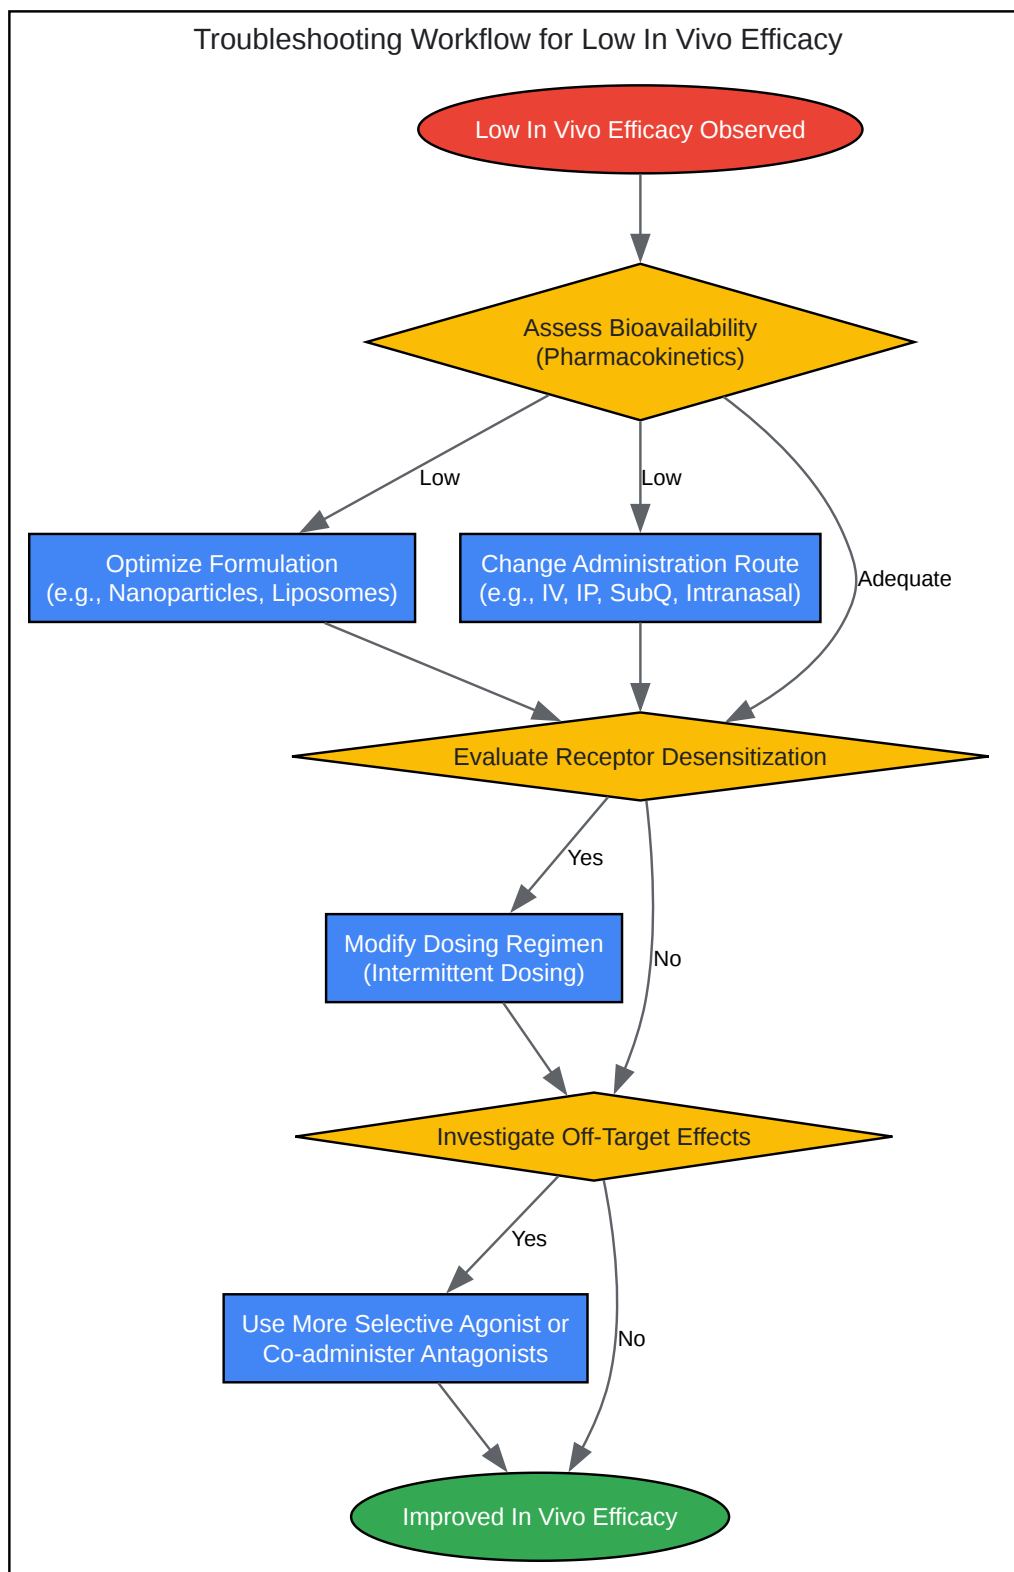 Troubleshooting Workflow for Low In Vivo Efficacy
Low In Vivo Efficacy Observed
Assess Bioavailability
(Pharmacokinetics)
Low
Low
Optimize Formulation
(e.g., Nanoparticles, Liposomes)
Change Administration Route
(e.g., IV, IP, SubQ, Intranasal)
Adequate
Evaluate Receptor Desensitization
Yes
Modify Dosing Regimen
(Intermittent Dosing)
No
Investigate Off-Target Effects
Yes
Use More Selective Agonist or
Co-administer Antagonists
No
Improved In Vivo Efficacy